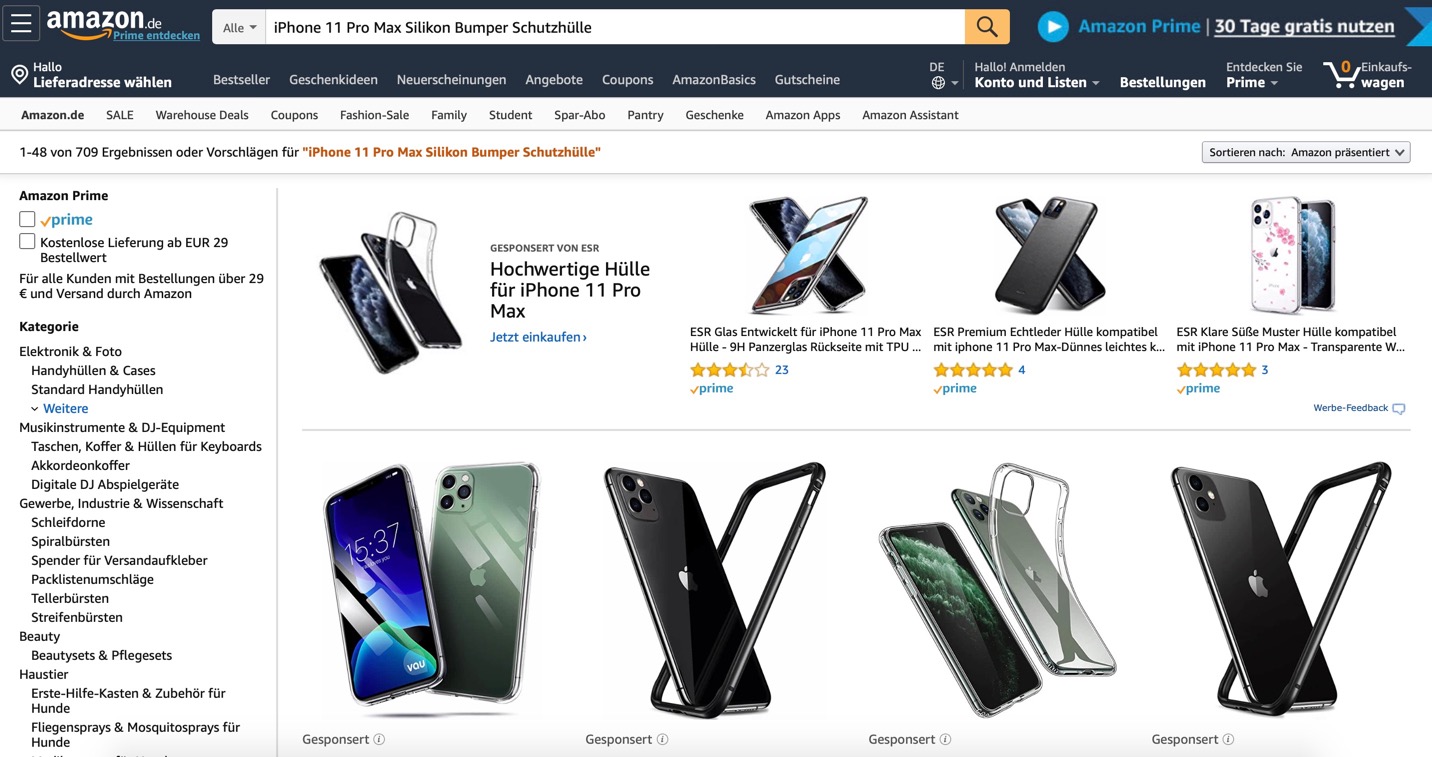 amazon.de
Prime entdecken
Alle
iPhone 11 Pro Max Silikon Bumper Schutzhülle
Amazon Prime | 30 Tage gratis nutzen
Hallo
Lieferadresse wählen
Bestseller Geschenkideen Neuerscheinungen Angebote Coupons AmazonBasics Gutscheine
DE
Hallo! Anmelden
Konto und Listen
Bestellungen
Entdecken Sie
Prime
0
Einkaufs-
wagen
Amazon.de SALE Warehouse Deals Coupons Fashion-Sale Family Student Spar-Abo Pantry Geschenke Amazon Apps Amazon Assistant
1-48 von 709 Ergebnissen oder Vorschlägen für "iPhone 11 Pro Max Silikon Bumper Schutzhülle"
Sortieren nach: Amazon präsentiert
Amazon Prime
prime
Kostenlose Lieferung ab EUR 29
Bestellwert
Für alle Kunden mit Bestellungen über 29
€ und Versand durch Amazon
Kategorie
Elektronik & Foto
Handyhüllen & Cases
Standard Handyhüllen
Weitere
Musikinstrumente & DJ-Equipment
Taschen, Koffer & Hüllen für Keyboards
Akkordeonkoffer
Digitale DJ Abspielgeräte
Gewerbe, Industrie & Wissenschaft
Schleifdorne
Spiralbürsten
Spender für Versandaufkleber
Packlistenumschläge
Tellerbürsten
Streifenbürsten
Beauty
Beautysets & Pflegesets
Haustier
Erste-Hilfe-Kasten & Zubehör für
Hunde
Fliegensprays & Mosquitosprays für
Hunde
GESPONSERT VON ESR
Hochwertige Hülle
für iPhone 11 Pro
Max
Jetzt einkaufen ›
ESR Glas Entwickelt für iPhone 11 Pro Max
Hülle - 9H Panzerglas Rückseite mit TPU ...
23
prime
ESR Premium Echtleder Hülle kompatibel
mit iphone 11 Pro Max-Dünnes leichtes k...
4
prime
ESR Klare Süße Muster Hülle kompatibel
mit iPhone 11 Pro Max - Transparente W...
3
prime
Werbe-Feedback
15:37
YOU
Gesponsert
Gesponsert
Gesponsert
Gesponsert